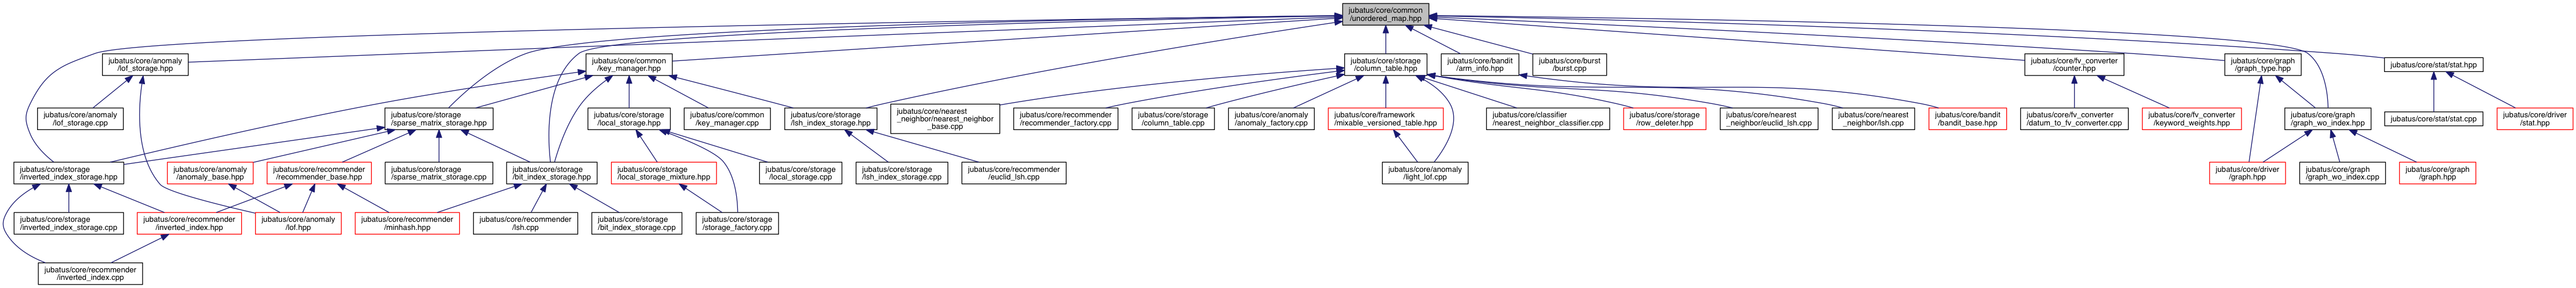 jubatus/core/common
/unordered_map.hpp
jubatus/core/anomaly
/lof_storage.hpp
jubatus/core/common
/key_manager.hpp
jubatus/core/storage
/column_table.hpp
jubatus/core/bandit
/arm_info.hpp
jubatus/core/burst
/burst.cpp
jubatus/core/fv_converter
/counter.hpp
jubatus/core/graph
/graph_type.hpp
jubatus/core/stat/stat.hpp
jubatus/core/anomaly
/lof_storage.cpp
jubatus/core/storage
/sparse_matrix_storage.hpp
jubatus/core/storage
/local_storage.hpp
jubatus/core/common
/key_manager.cpp
jubatus/core/storage
/lsh_index_storage.hpp
jubatus/core/nearest
_neighbor/nearest_neighbor
_base.cpp
jubatus/core/recommender
/recommender_factory.cpp
jubatus/core/storage
/column_table.cpp
jubatus/core/anomaly
/anomaly_factory.cpp
jubatus/core/framework
/mixable_versioned_table.hpp
jubatus/core/classifier
/nearest_neighbor_classifier.cpp
jubatus/core/storage
/row_deleter.hpp
jubatus/core/nearest
_neighbor/euclid_lsh.cpp
jubatus/core/nearest
_neighbor/lsh.cpp
jubatus/core/bandit
/bandit_base.hpp
jubatus/core/fv_converter
/datum_to_fv_converter.cpp
jubatus/core/fv_converter
/keyword_weights.hpp
jubatus/core/graph
/graph_wo_index.hpp
jubatus/core/stat/stat.cpp
jubatus/core/driver
/stat.hpp
jubatus/core/storage
/inverted_index_storage.hpp
jubatus/core/anomaly
/anomaly_base.hpp
jubatus/core/recommender
/recommender_base.hpp
jubatus/core/storage
/sparse_matrix_storage.cpp
jubatus/core/storage
/bit_index_storage.hpp
jubatus/core/storage
/local_storage_mixture.hpp
jubatus/core/storage
/local_storage.cpp
jubatus/core/storage
/lsh_index_storage.cpp
jubatus/core/recommender
/euclid_lsh.cpp
jubatus/core/anomaly
/light_lof.cpp
jubatus/core/driver
/graph.hpp
jubatus/core/graph
/graph_wo_index.cpp
jubatus/core/graph
/graph.hpp
jubatus/core/storage
/inverted_index_storage.cpp
jubatus/core/recommender
/inverted_index.hpp
jubatus/core/anomaly
/lof.hpp
jubatus/core/recommender
/minhash.hpp
jubatus/core/recommender
/lsh.cpp
jubatus/core/storage
/bit_index_storage.cpp
jubatus/core/storage
/storage_factory.cpp
jubatus/core/recommender
/inverted_index.cpp